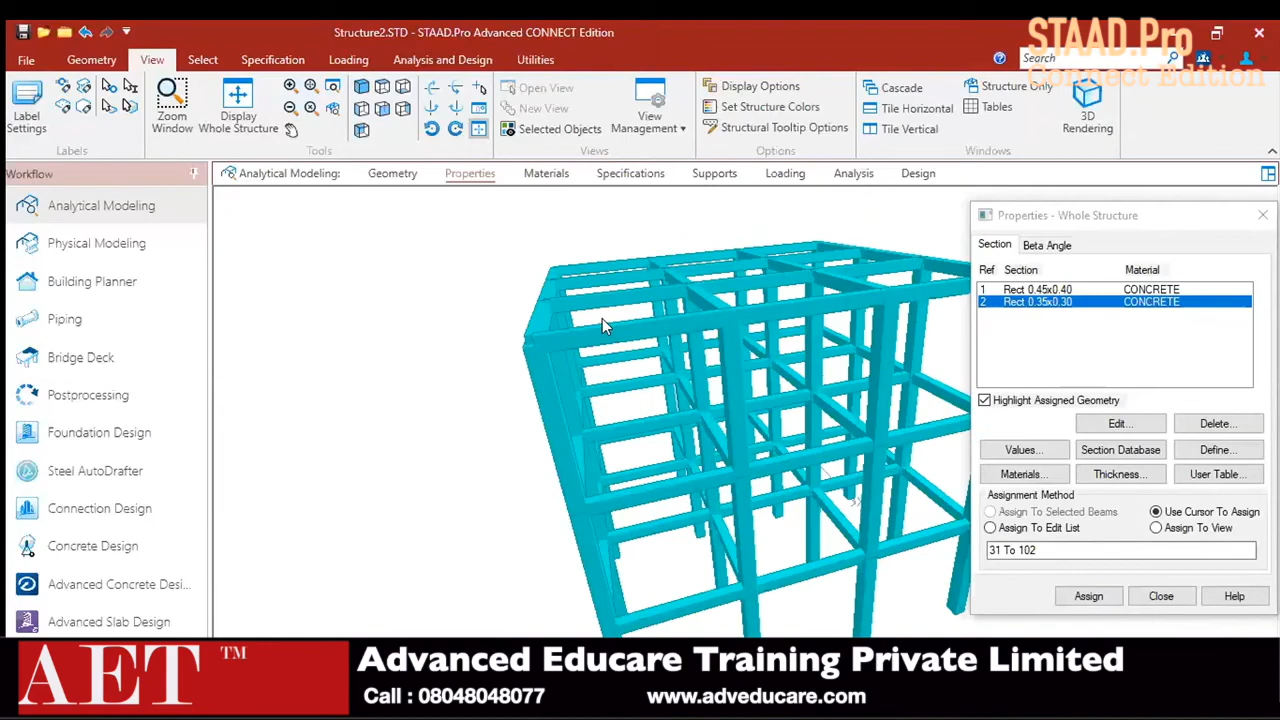 Structure2.STD - STAAD.Pro Advanced CONNECT Edition
STAAD.Pro
Connect Edition
File
Geometry
View
Select
Specification
Loading
Analysis and Design
Utilities
Search
Label
Settings
Labels
Zoom
Window
Display
Whole Structure
Tools
Open View
New View
Selected Objects
View
Management
Views
Display Options
Set Structure Colors
Structural Tooltip Options
Options
Cascade
Tile Horizontal
Tile Vertical
Structure Only
Tables
3D
Rendering
Windows
Workflow
Analytical Modeling:
Geometry
Properties
Materials
Specifications
Supports
Loading
Analysis
Design
Analytical Modeling
Physical Modeling
Building Planner
Piping
Bridge Deck
Postprocessing
Foundation Design
Steel AutoDrafter
Connection Design
Concrete Design
Advanced Concrete Desi...
Advanced Slab Design
Properties - Whole Structure
Section
Beta Angle
Ref Section Material
1 Rect 0.45x0.40 CONCRETE
2 Rect 0.35x0.30 CONCRETE
Highlight Assigned Geometry
Edit...
Delete...
Values...
Section Database
Define...
Materials...
Thickness...
User Table...
Assignment Method
Assign To Selected Beams
Use Cursor To Assign
Assign To Edit List
Assign To View
31 To 102
Assign
Close
Help
AET TM
Advanced Educare Training Private Limited
Call : 08048048077 www.adveducare.com